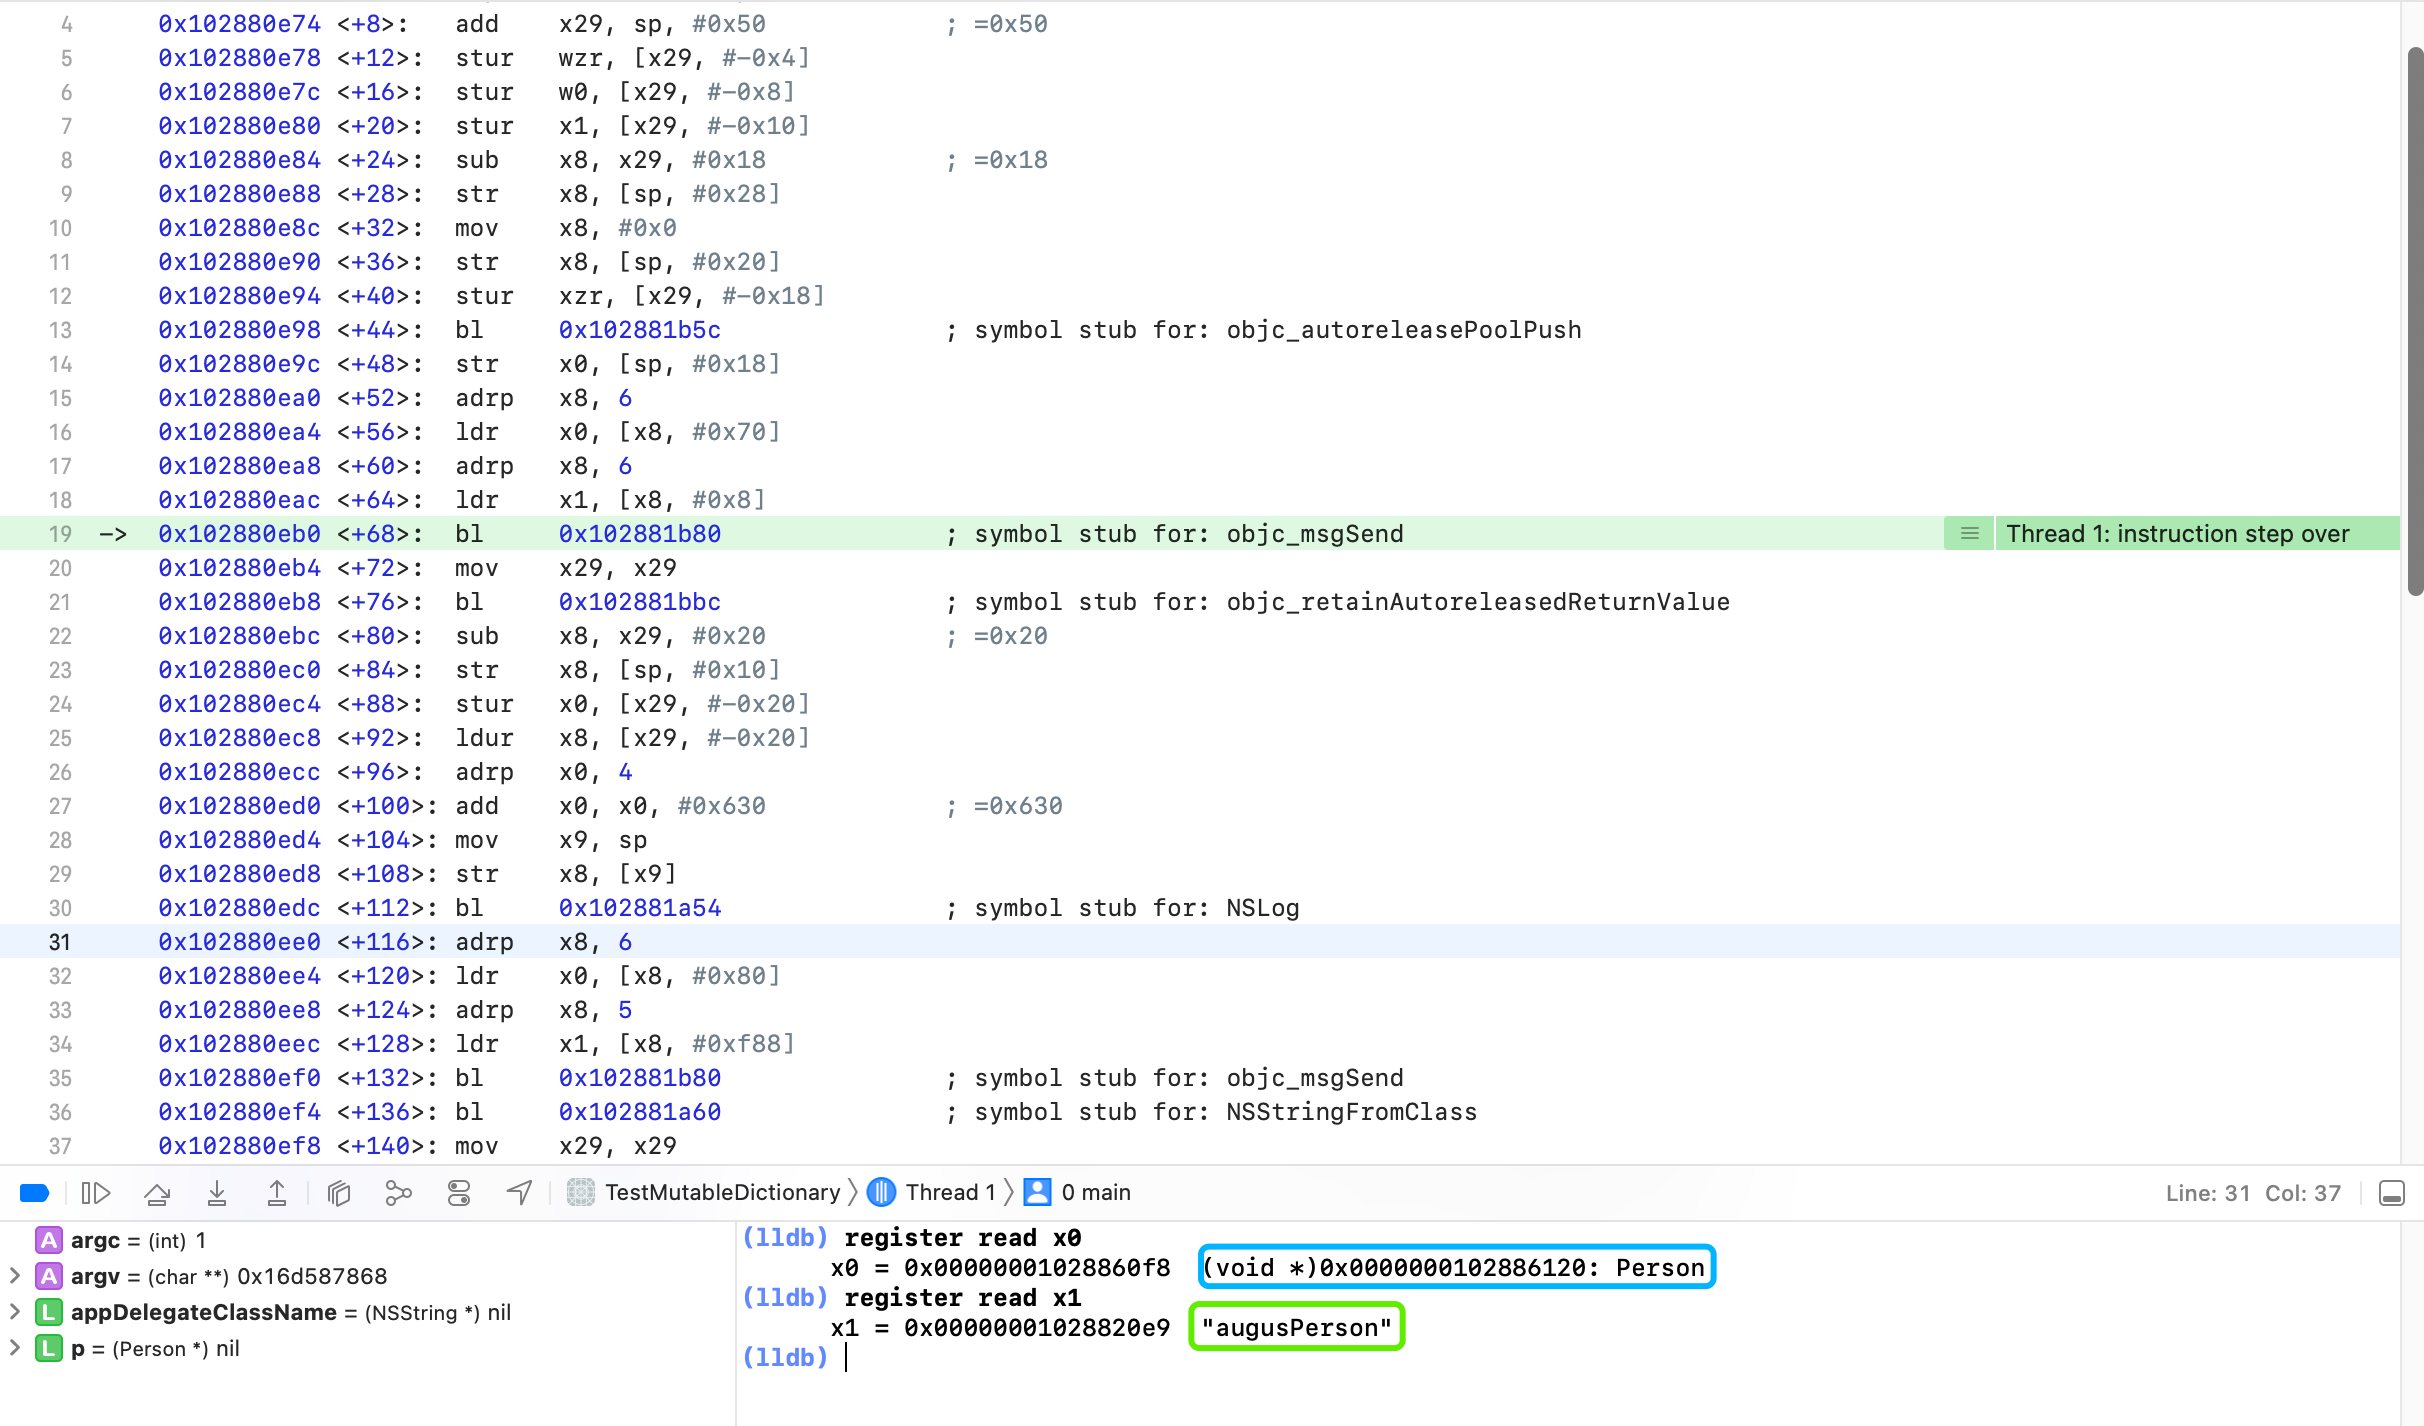 4 0x102880e74 <+8>: add x29, sp, #0x50 ; =0x50
5 0x102880e78 <+12>: stur wzr, [x29, #-0x4]
6 0x102880e7c <+16>: stur w0, [x29, #-0x8]
7 0x102880e80 <+20>: stur x1, [x29, #-0x10]
8 0x102880e84 <+24>: sub x8, x29, #0x18 ; =0x18
9 0x102880e88 <+28>: str x8, [sp, #0x28]
10 0x102880e8c <+32>: mov x8, #0x0
11 0x102880e90 <+36>: str x8, [sp, #0x20]
12 0x102880e94 <+40>: stur xzr, [x29, #-0x18]
13 0x102880e98 <+44>: bl 0x102881b5c ; symbol stub for: objc_autoreleasePoolPush
14 0x102880e9c <+48>: str x0, [sp, #0x18]
15 0x102880ea0 <+52>: adrp x8, 6
16 0x102880ea4 <+56>: ldr x0, [x8, #0x70]
17 0x102880ea8 <+60>: adrp x8, 6
18 0x102880eac <+64>: ldr x1, [x8, #0x8]
19 -> 0x102880eb0 <+68>: bl 0x102881b80 ; symbol stub for: objc_msgSend Thread 1: instruction step over
20 0x102880eb4 <+72>: mov x29, x29
21 0x102880eb8 <+76>: bl 0x102881bbc ; symbol stub for: objc_retainAutoreleasedReturnValue
22 0x102880ebc <+80>: sub x8, x29, #0x20 ; =0x20
23 0x102880ec0 <+84>: str x8, [sp, #0x10]
24 0x102880ec4 <+88>: stur x0, [x29, #-0x20]
25 0x102880ec8 <+92>: ldur x8, [x29, #-0x20]
26 0x102880ecc <+96>: adrp x0, 4
27 0x102880ed0 <+100>: add x0, x0, #0x630 ; =0x630
28 0x102880ed4 <+104>: mov x9, sp
29 0x102880ed8 <+108>: str x8, [x9]
30 0x102880edc <+112>: bl 0x102881a54 ; symbol stub for: NSLog
31 0x102880ee0 <+116>: adrp x8, 6
32 0x102880ee4 <+120>: ldr x0, [x8, #0x80]
33 0x102880ee8 <+124>: adrp x8, 5
34 0x102880eec <+128>: ldr x1, [x8, #0xf88]
35 0x102880ef0 <+132>: bl 0x102881b80 ; symbol stub for: objc_msgSend
36 0x102880ef4 <+136>: bl 0x102881a60 ; symbol stub for: NSStringFromClass
37 0x102880ef8 <+140>: mov x29, x29
TestMutableDictionary Thread 1 0 main Line: 31 Col: 37
A argc = (int) 1
A argv = (char **) 0x16d587868
L appDelegateClassName = (NSString *) nil
L p = (Person *) nil
(lldb) register read x0
x0 = 0x00000001028860f8 (void *)0x0000000102886120: Person
(lldb) register read x1
x1 = 0x00000001028820e9 "augusPerson"
(lldb)